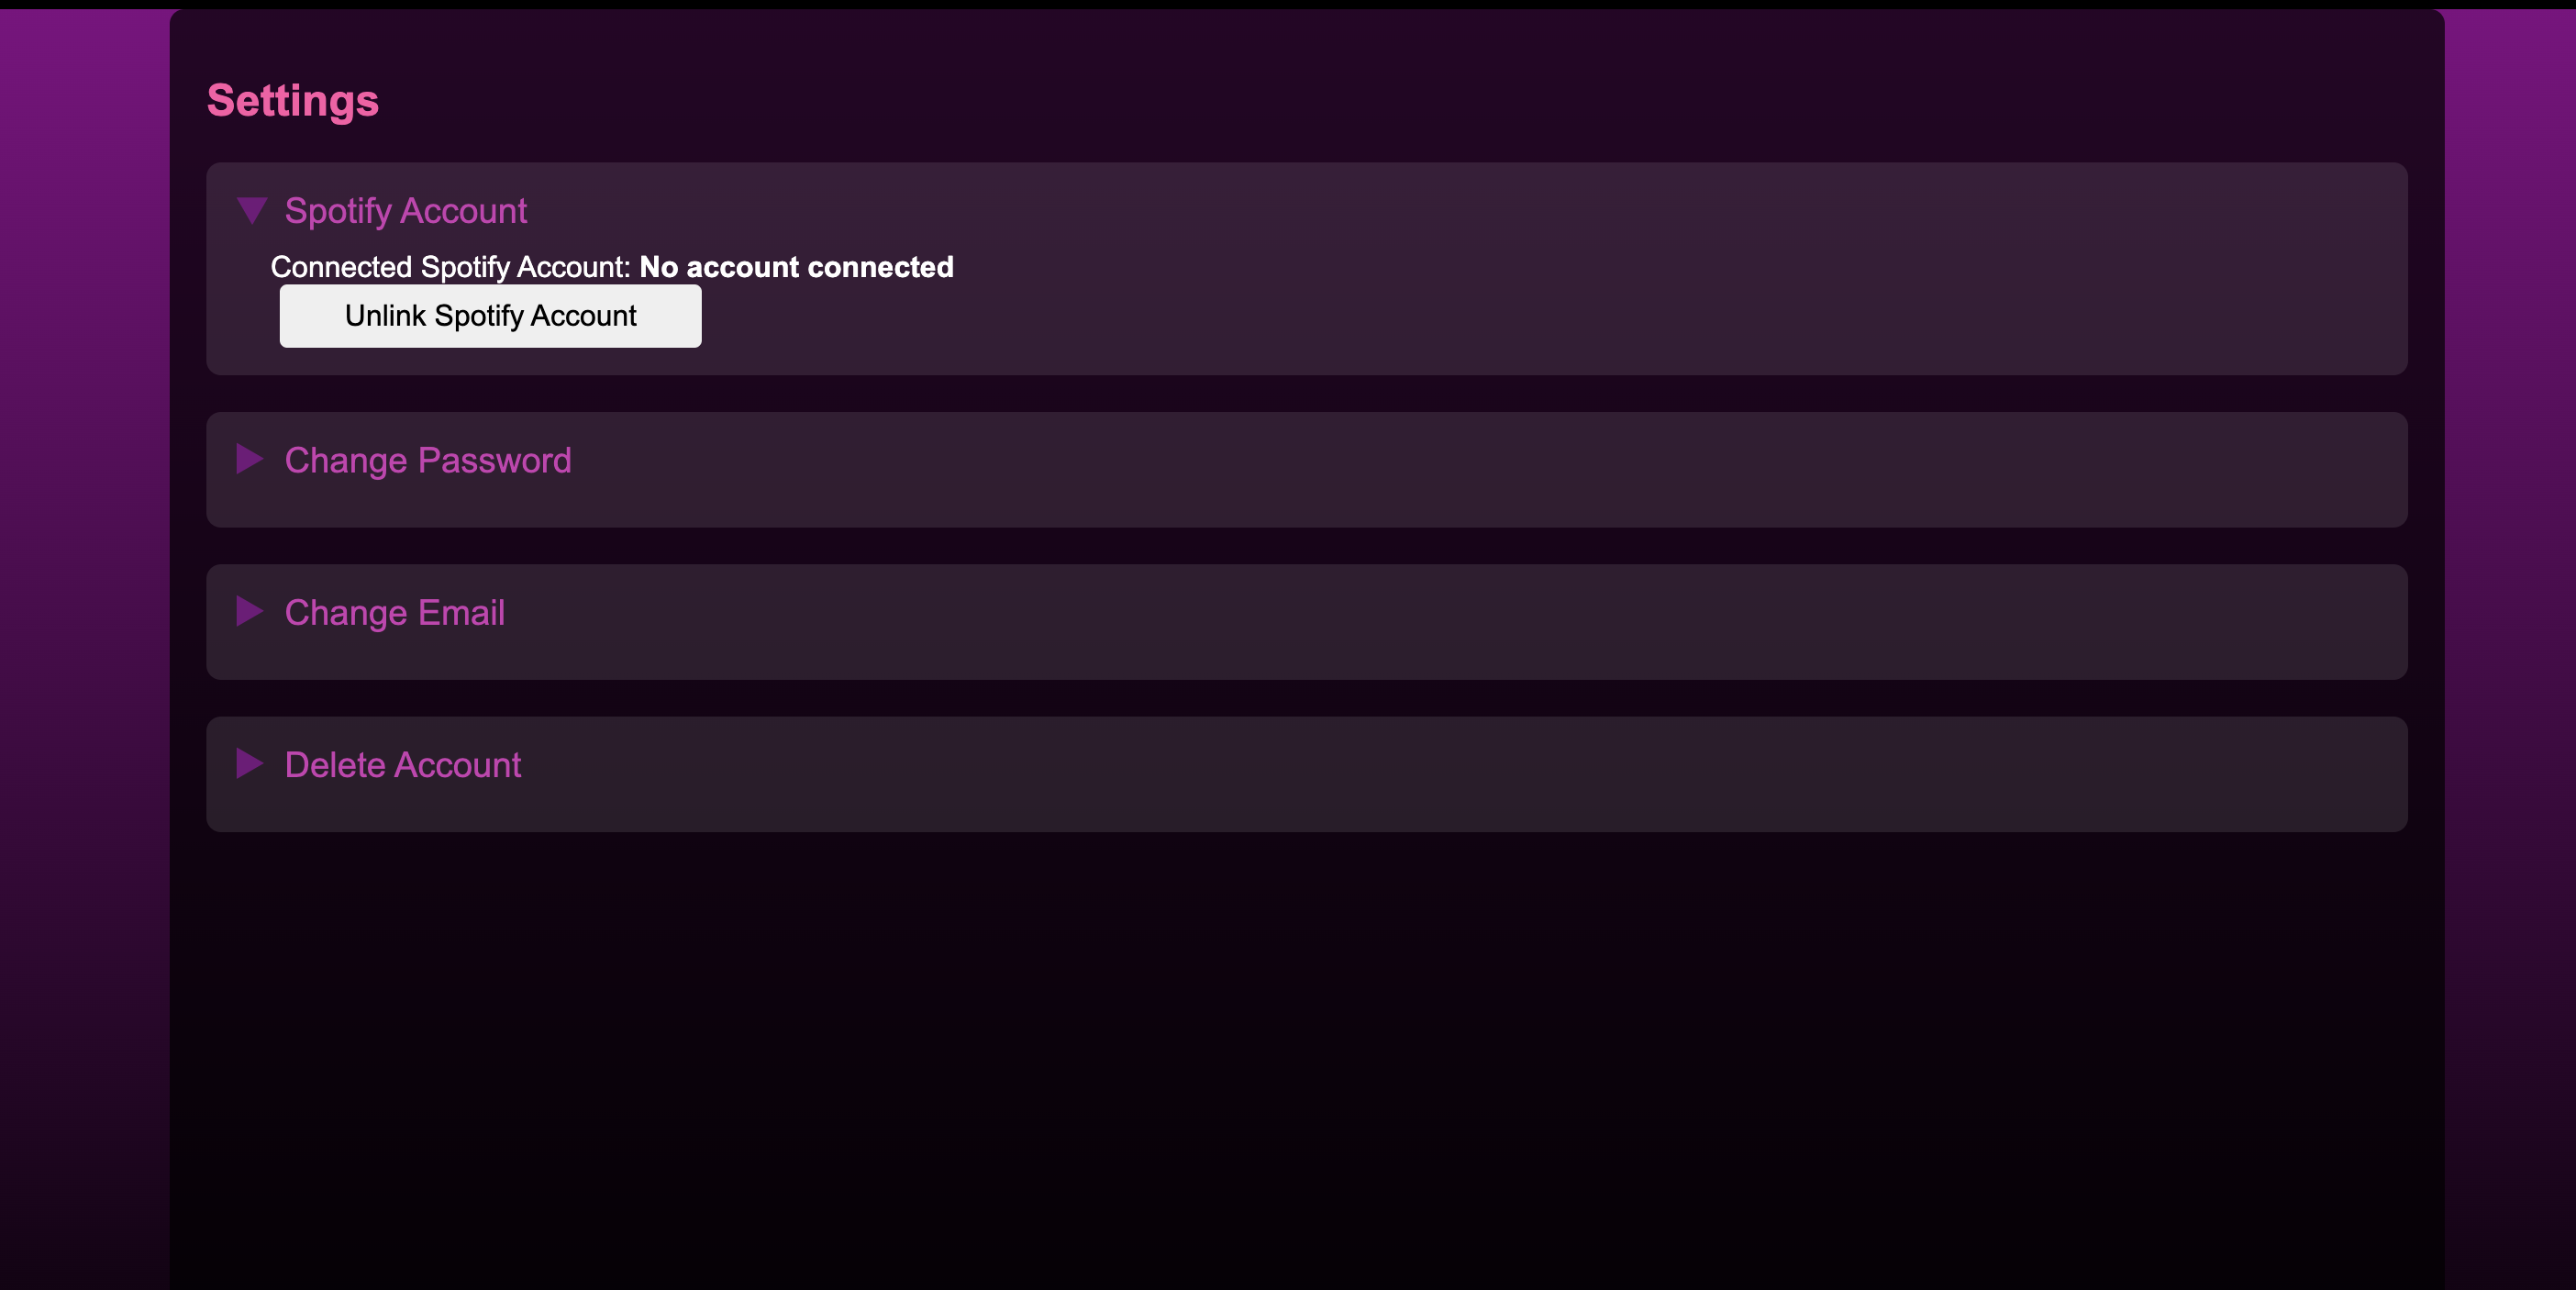 Settings
Spotify Account
Connected Spotify Account: No account connected
Unlink Spotify Account
Change Password
Change Email
Delete Account